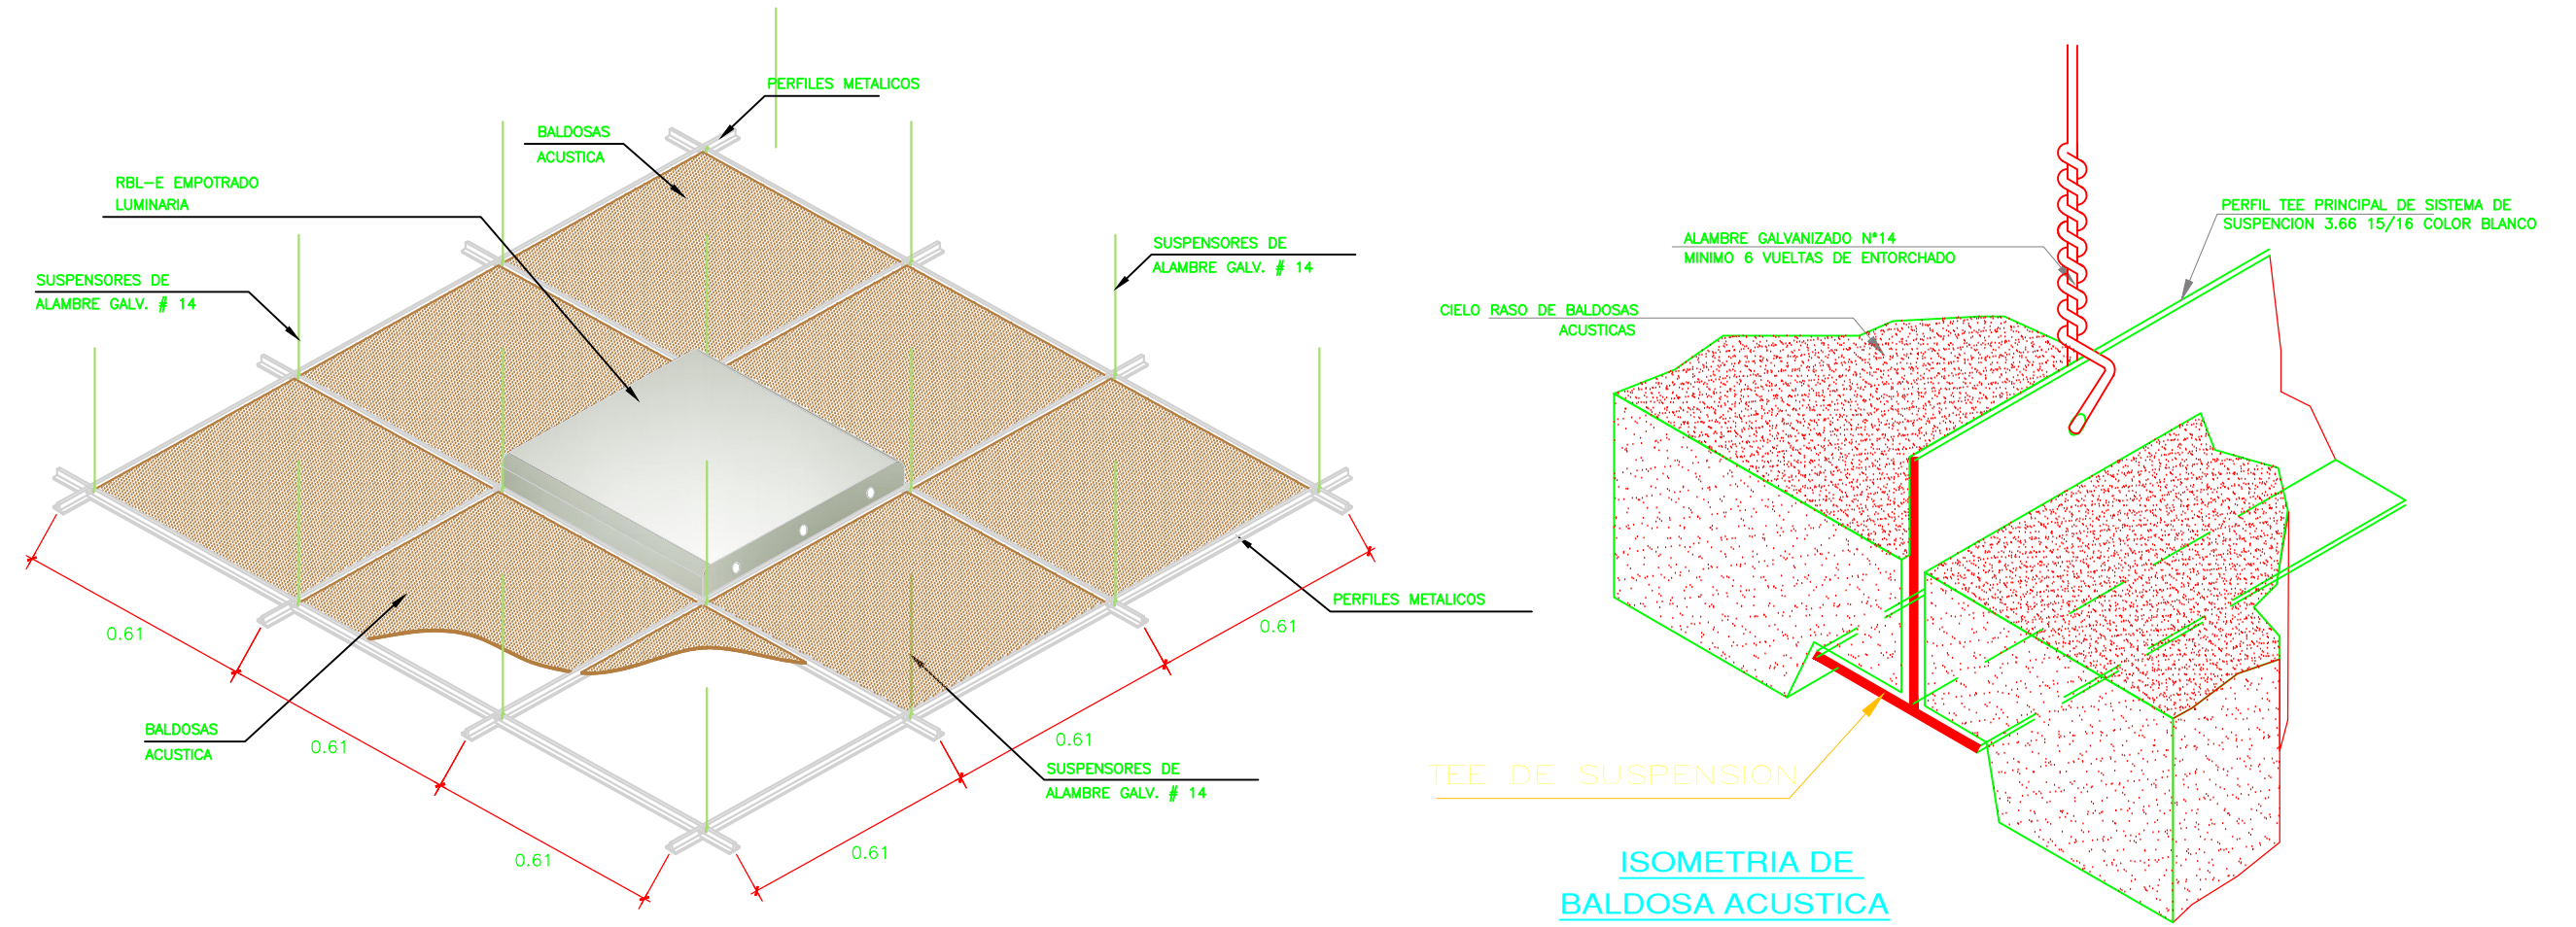 PERFILES METALICOS
BALDOSAS
ACUSTICA
RBL-E EMPOTRADO
LUMINARIA
SUSPENSORES DE
ALAMBRE GALV. # 14
SUSPENSORES DE
ALAMBRE GALV. # 14
PERFILES METALICOS
0.61
0.61
0.61
0.61
0.61
0.61
BALDOSAS
ACUSTICA
SUSPENSORES DE
ALAMBRE GALV. # 14
PERFIL TEE PRINCIPAL DE SISTEMA DE
SUSPENCION 3.66 15/16 COLOR BLANCO
ALAMBRE GALVANIZADO N°14
MINIMO 6 VUELTAS DE ENTORCHADO
CIELO RASO DE BALDOSAS
ACUSTICAS
TEE DE SUSPENSION
ISOMETRIA DE
BALDOSA ACUSTICA